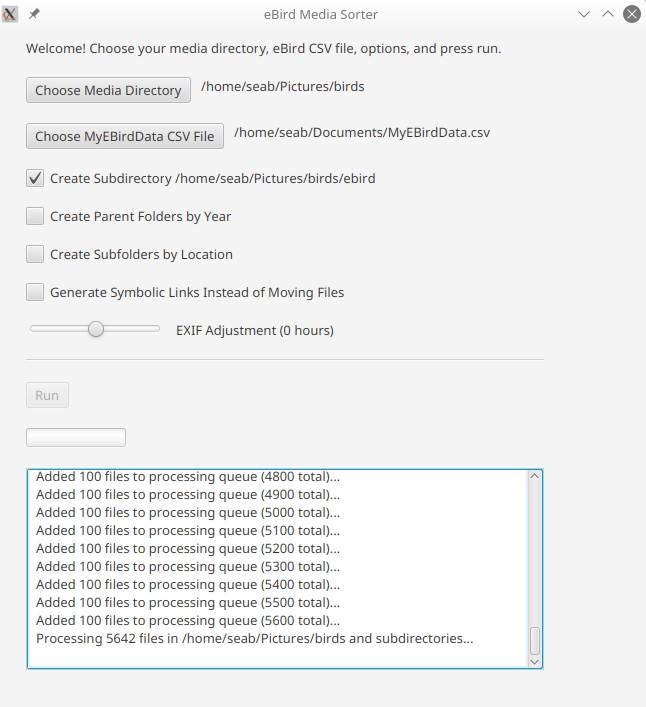 eBird Media Sorter
Welcome! Choose your media directory, eBird CSV file, options, and press run.
Choose Media Directory /home/seab/Pictures/birds
Choose MyEBirdData CSV File /home/seab/Documents/MyEBirdData.csv
Create Subdirectory /home/seab/Pictures/birds/ebird
Create Parent Folders by Year
Create Subfolders by Location
Generate Symbolic Links Instead of Moving Files
EXIF Adjustment (0 hours)
Run
Added 100 files to processing queue (4800 total)...
Added 100 files to processing queue (4900 total)...
Added 100 files to processing queue (5000 total)...
Added 100 files to processing queue (5100 total)...
Added 100 files to processing queue (5200 total)...
Added 100 files to processing queue (5300 total)...
Added 100 files to processing queue (5400 total)...
Added 100 files to processing queue (5500 total)...
Added 100 files to processing queue (5600 total)...
Processing 5642 files in /home/seab/Pictures/birds and subdirectories...